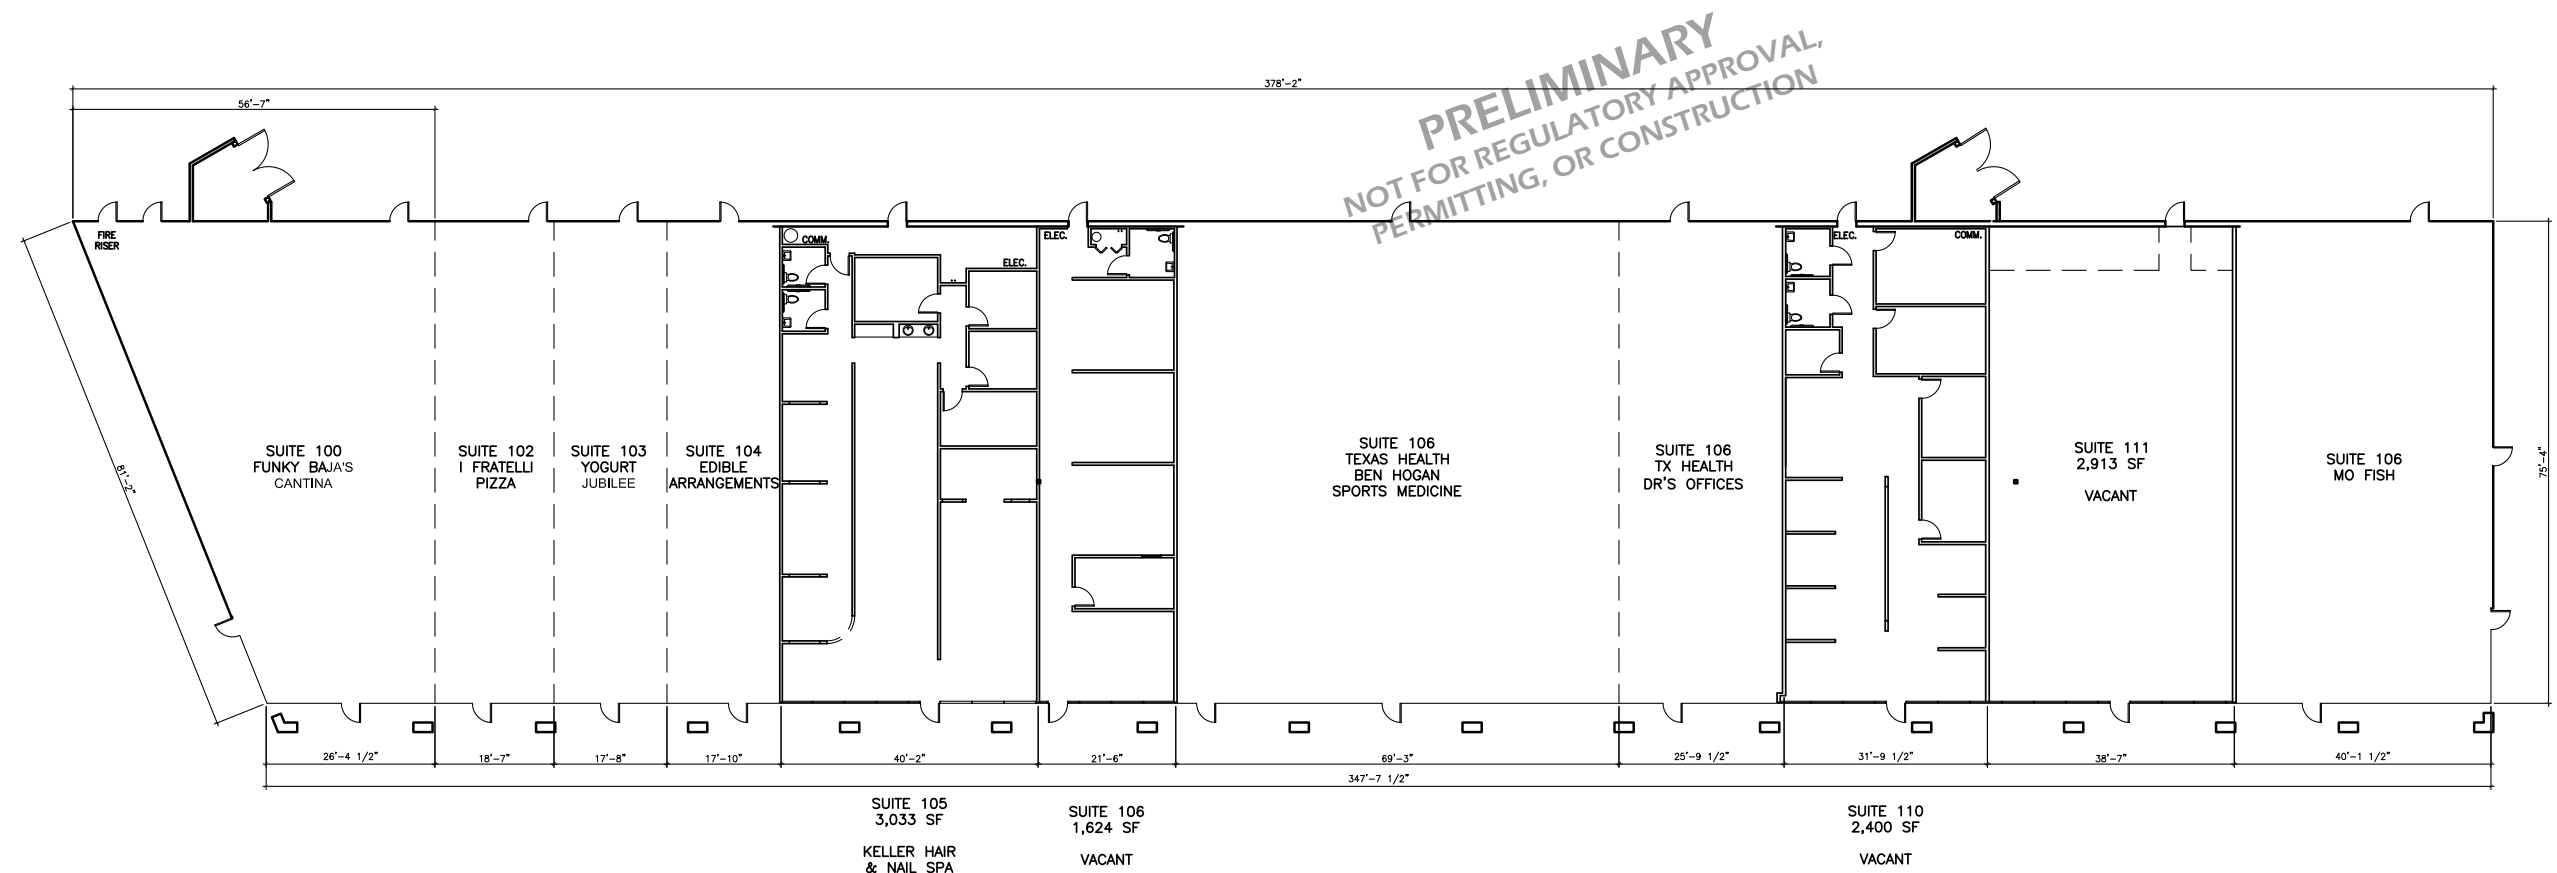 PRELIMINARY
NOT FOR REGULATORY APPROVAL,
PERMITTING, OR CONSTRUCTION
378'-2"
56'-7"
FIRE
RISER
COMM.
ELEC.
ELEC.
ELEC.
COMM.
81'-2"
75'-4"
SUITE 100
FUNKY BAJA'S
CANTINA
SUITE 102
I FRATELLI
PIZZA
SUITE 103
YOGURT
JUBILEE
SUITE 104
EDIBLE
ARRANGEMENTS
SUITE 106
TEXAS HEALTH
BEN HOGAN
SPORTS MEDICINE
SUITE 106
TX HEALTH
DR'S OFFICES
SUITE 111
2,913 SF
VACANT
SUITE 106
MO FISH
26'-4 1/2"
18'-7"
17'-8"
17'-10"
40'-2"
21'-6"
69'-3"
25'-9 1/2"
31'-9 1/2"
38'-7"
40'-1 1/2"
347'-7 1/2"
SUITE 105
3,033 SF
KELLER HAIR
& NAIL SPA
SUITE 106
1,624 SF
VACANT
SUITE 110
2,400 SF
VACANT